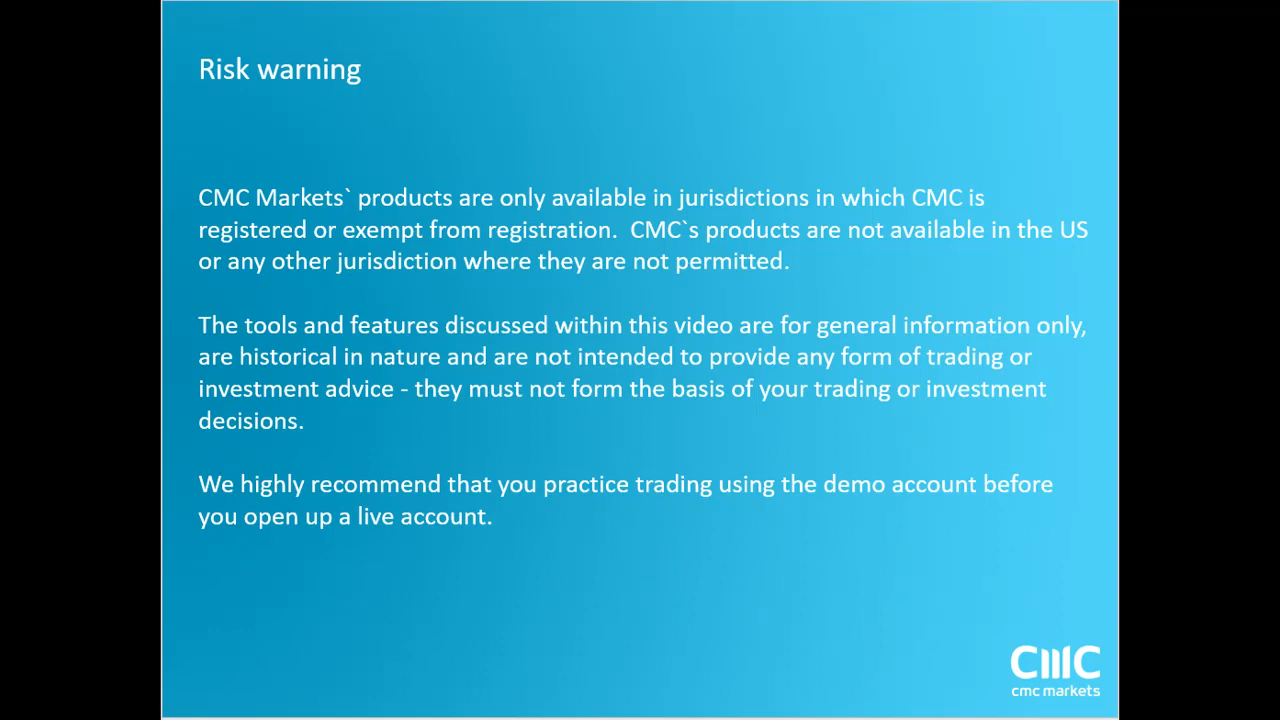 Risk warning
CMC Markets` products are only available in jurisdictions in which CMC is
registered or exempt from registration.  CMC`s products are not available in the US
or any other jurisdiction where they are not permitted.
The tools and features discussed within this video are for general information only,
are historical in nature and are not intended to provide any form of trading or
investment advice - they must not form the basis of your trading or investment
decisions.
We highly recommend that you practice trading using the demo account before
you open up a live account.
CMC
cmc markets